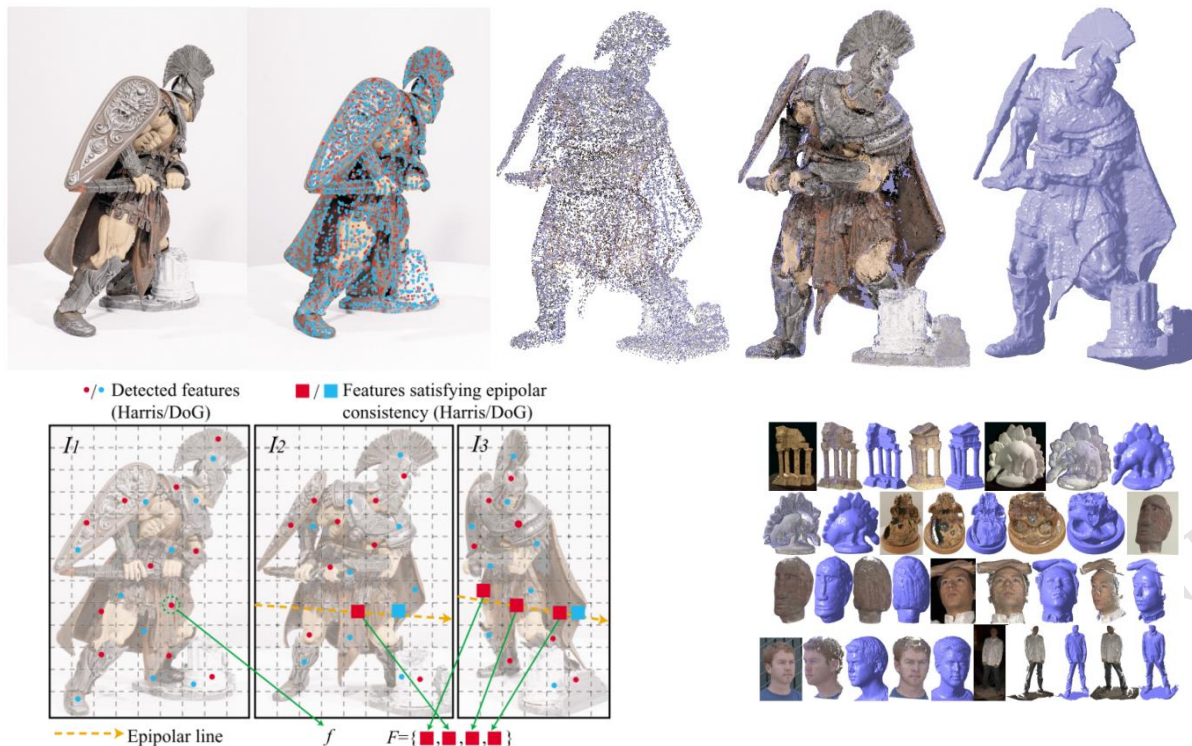 •/• Detected features
(Harris/DoG)
■/■ Features satisfying epipolar
consistency (Harris/DoG)
I1
I2
I3
Epipolar line
f
F={■,■,■,■}